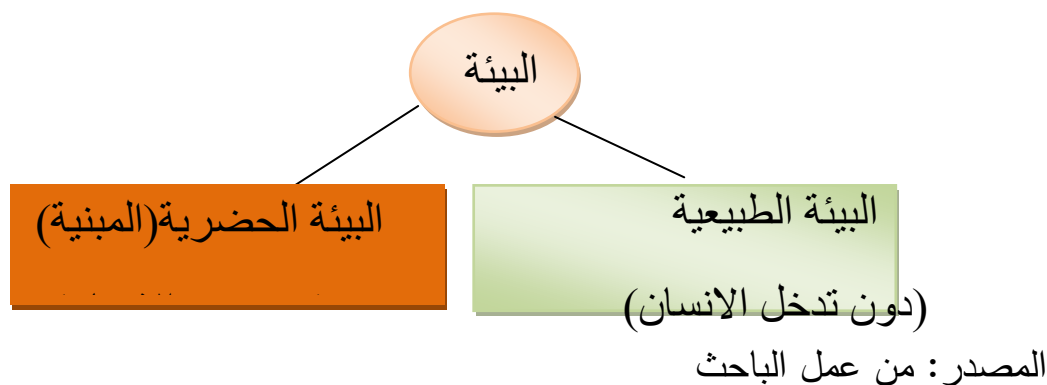 البيئة
البيئة الطبيعية
(دون تدخل الانسان)
البيئة الحضرية(المبنية)
المصدر: من عمل الباحث